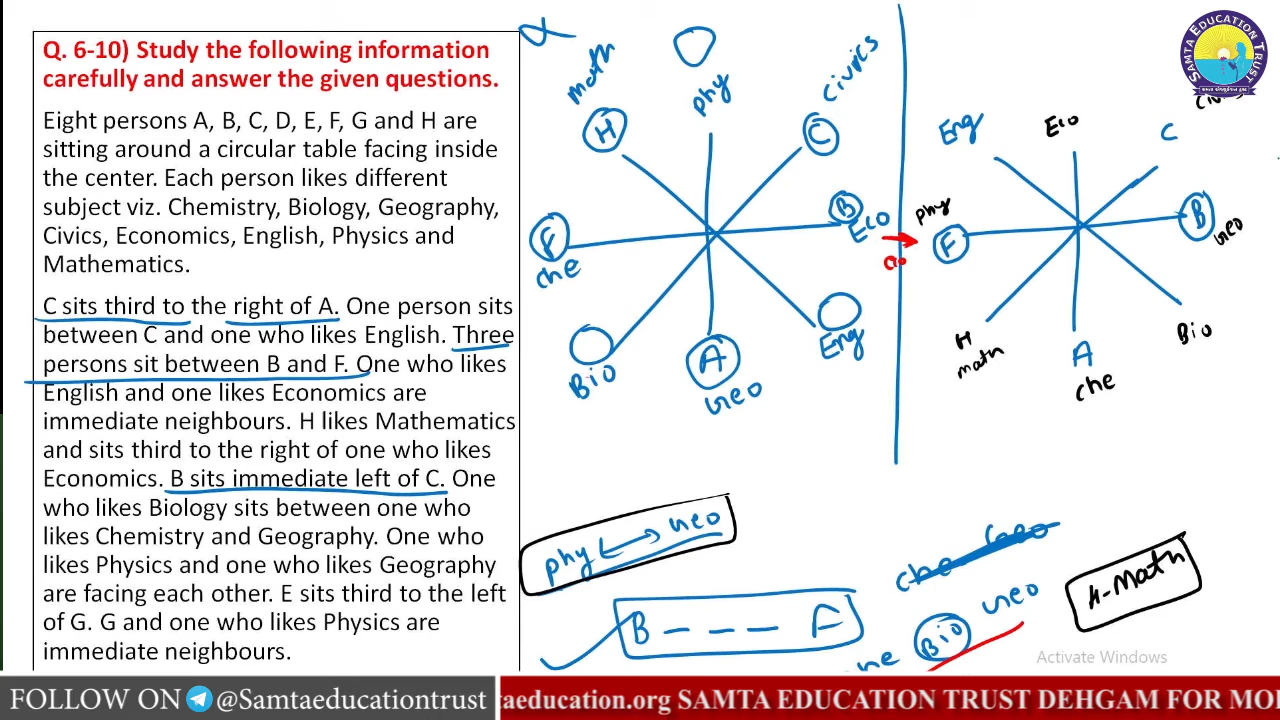 Q. 6-10) Study the following information
carefully and answer the given questions.
Eight persons A, B, C, D, E, F, G and H are
sitting around a circular table facing inside
the center. Each person likes different
subject viz. Chemistry, Biology, Geography,
Civics, Economics, English, Physics and
Mathematics.
C sits third to the right of A. One person sits
between C and one who likes English. Three
persons sit between B and F. One who likes
English and one likes Economics are
immediate neighbours. H likes Mathematics
and sits third to the right of one who likes
Economics. B sits immediate left of C. One
who likes Biology sits between one who
likes Chemistry and Geography. One who
likes Physics and one who likes Geography
are facing each other. E sits third to the left
of G. G and one who likes Physics are
immediate neighbours.
math
phy
civics
H
C
F
che
B
Eco
Bio
A
Geo
Eng
Eng
Eco
C
phy
F
B
Geo
H
math
A
che
Bio
phy Geo
B F
che Geo
Bio Geo
H-Math
SAMTA EDUCATION TRUST
Activate Windows
FOLLOW ON @Samtaeducationtrust
taeducation.org SAMTA EDUCATION TRUST DEHGAM FOR MO